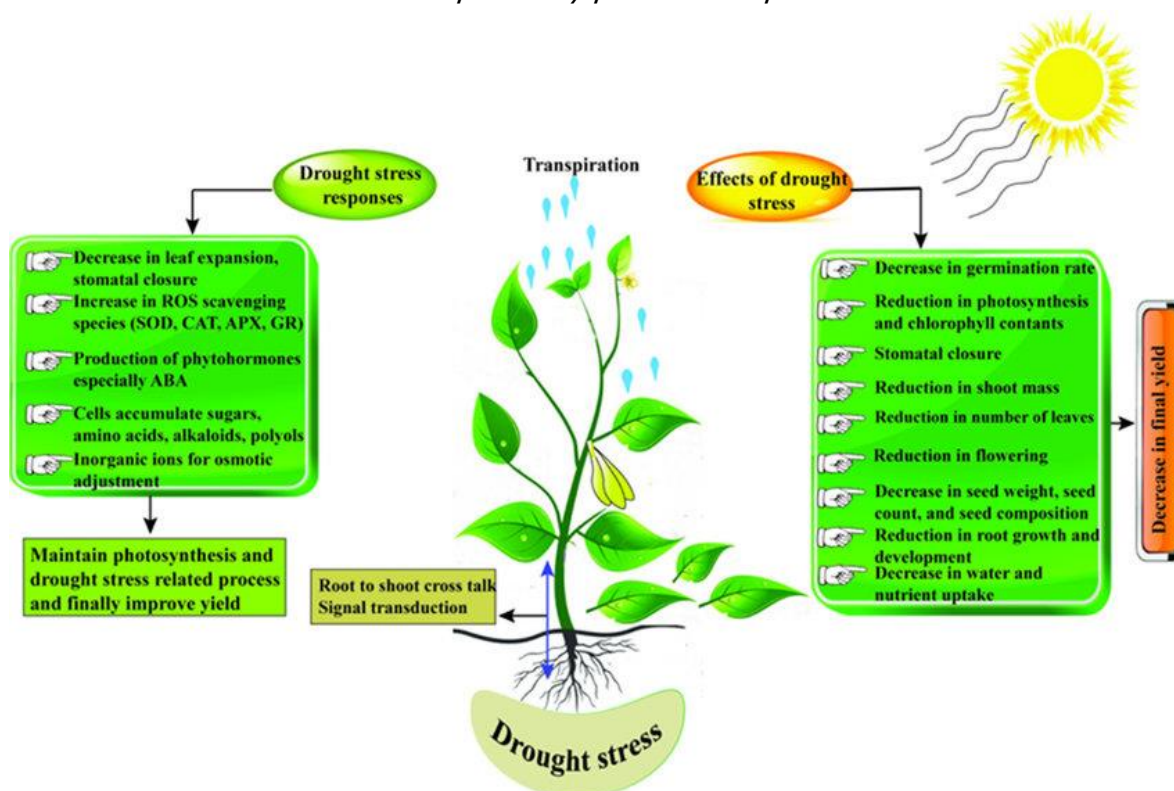 Transpiration
Drought stress
responses
Effects of drought
stress
Decrease in leaf expansion,
stomatal closure
Increase in ROS scavenging
species (SOD, CAT, APX, GR)
Production of phytohormones
especially ABA
Cells accumulate sugars,
amino acids, alkaloids, polyols
Inorganic ions for osmotic
adjustment
Maintain photosynthesis and
drought stress related process
and finally improve yield
Root to shoot cross talk
Signal transduction
Drought stress
Decrease in germination rate
Reduction in photosynthesis
and chlorophyll contants
Stomatal closure
Reduction in shoot mass
Reduction in number of leaves
Reduction in flowering
Decrease in seed weight, seed
count, and seed composition
Reduction in root growth and
development
Decrease in water and
nutrient uptake
Decrease in final yield